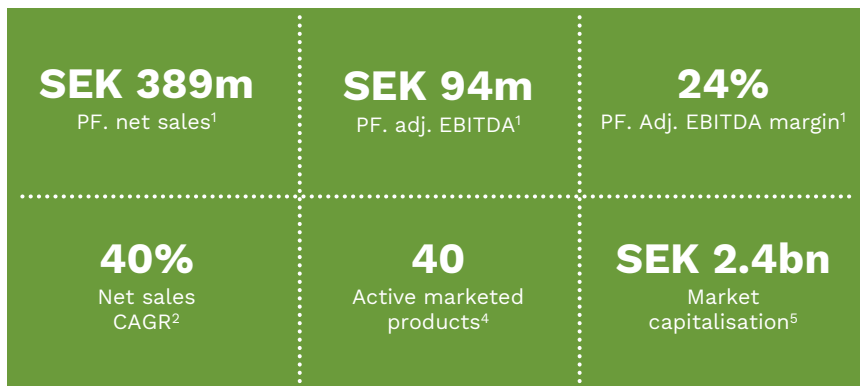 SEK 389m
PF. net sales¹
SEK 94m
PF. adj. EBITDA¹
24%
PF. Adj. EBITDA margin¹
40%
Net sales
CAGR²
40
Active marketed
products⁴
SEK 2.4bn
Market
capitalisation⁵